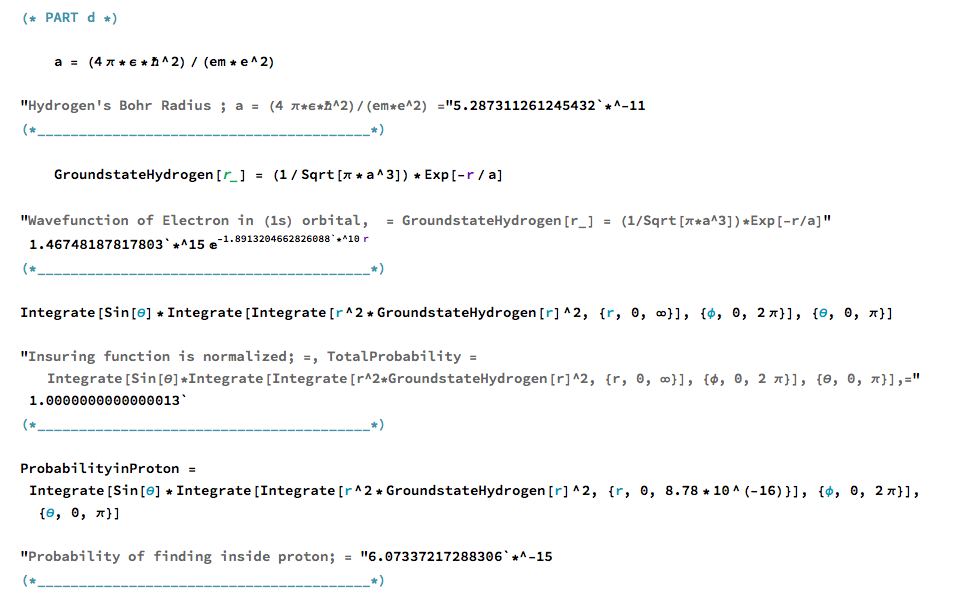 (* PART d *)
a = (4 π * ϵ * ℏ^2) / (em * e^2)
"Hydrogen's Bohr Radius ; a = (4 π*ϵ*ℏ^2)/(em*e^2) ="5.287311261245432`*^-11
(*________________________________________*)
GroundstateHydrogen[r_] = (1 / Sqrt[π * a^3]) * Exp[-r / a]
"Wavefunction of Electron in (1s) orbital,  = GroundstateHydrogen[r_] = (1/Sqrt[π*a^3])*Exp[-r/a]"
1.46748187817803`*^15 ⅇ^-1.8913204662826088`*^10 r
(*________________________________________*)
Integrate[Sin[θ] * Integrate[Integrate[r^2 * GroundstateHydrogen[r]^2, {r, 0, ∞}], {ϕ, 0, 2 π}], {θ, 0, π}]
"Insuring function is normalized; =, TotalProbability =
Integrate[Sin[θ]*Integrate[Integrate[r^2*GroundstateHydrogen[r]^2, {r, 0, ∞}], {ϕ, 0, 2 π}], {θ, 0, π}],="
1.0000000000000013`
(*________________________________________*)
ProbabilityinProton =
Integrate[Sin[θ] * Integrate[Integrate[r^2 * GroundstateHydrogen[r]^2, {r, 0, 8.78 * 10^(-16)}], {ϕ, 0, 2 π}],
{θ, 0, π}]
"Probability of finding inside proton; = "6.07337217288306`*^-15
(*________________________________________*)